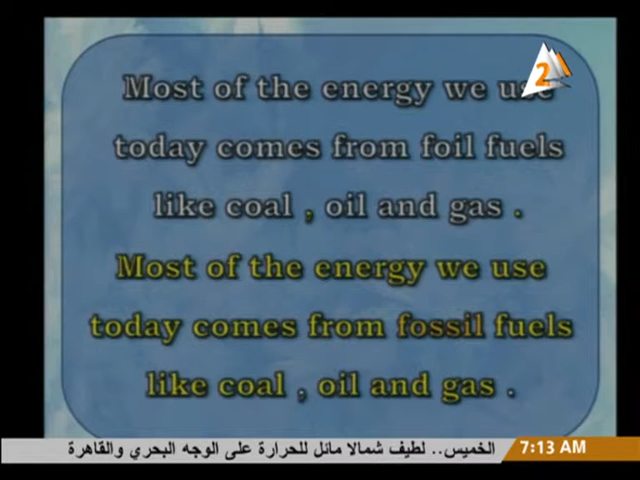 2
Most of the energy we use
today comes from foil fuels
like coal , oil and gas .
Most of the energy we use
today comes from fossil fuels
like coal , oil and gas .
الخميس.. لطيف شمالا مائل للحرارة على الوجه البحري والقاهرة
7:13 AM